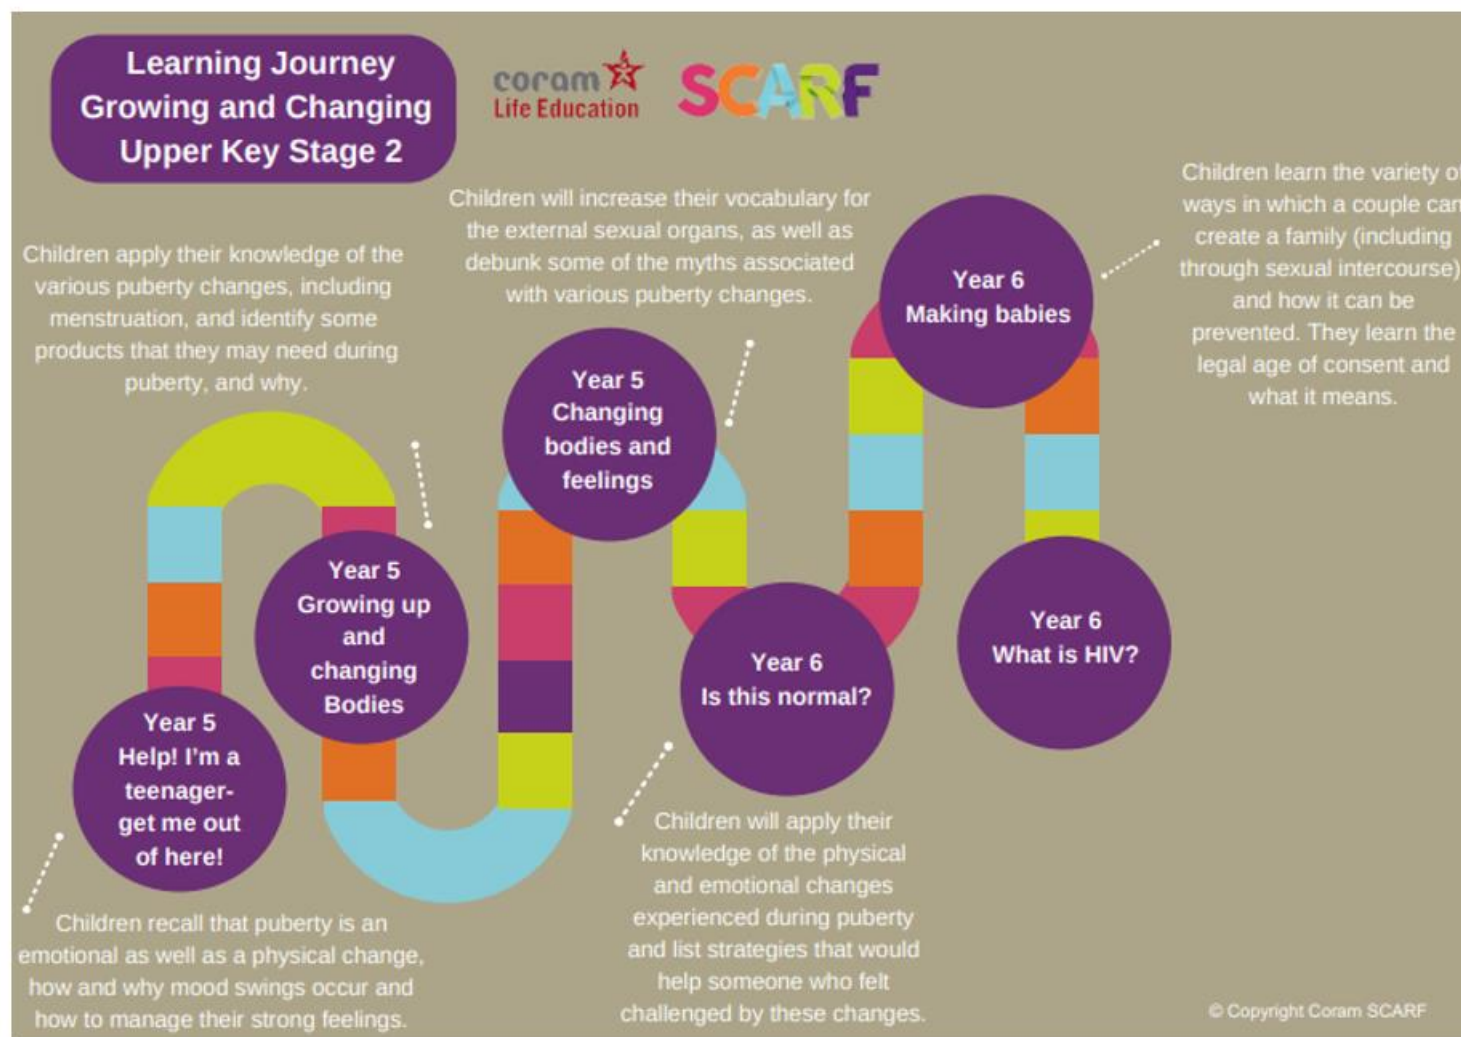 Learning Journey
Growing and Changing
Upper Key Stage 2
coram
Life Education
SCARF
Children apply their knowledge of the
various puberty changes, including
menstruation, and identify some
products that they may need during
puberty, and why.
Children will increase their vocabulary for
the external sexual organs, as well as
debunk some of the myths associated
with various puberty changes.
Children learn the variety of
ways in which a couple can
create a family (including
through sexual intercourse)
and how it can be
prevented. They learn the
legal age of consent and
what it means.
Year 5
Help! I'm a
teenager-
get me out
of here!
Year 5
Growing up
and
changing
Bodies
Year 5
Changing
bodies and
feelings
Year 6
Is this normal?
Year 6
Making babies
Year 6
What is HIV?
Children recall that puberty is an
emotional as well as a physical change,
how and why mood swings occur and
how to manage their strong feelings.
Children will apply their
knowledge of the physical
and emotional changes
experienced during puberty
and list strategies that would
help someone who felt
challenged by these changes.
© Copyright Coram SCARF